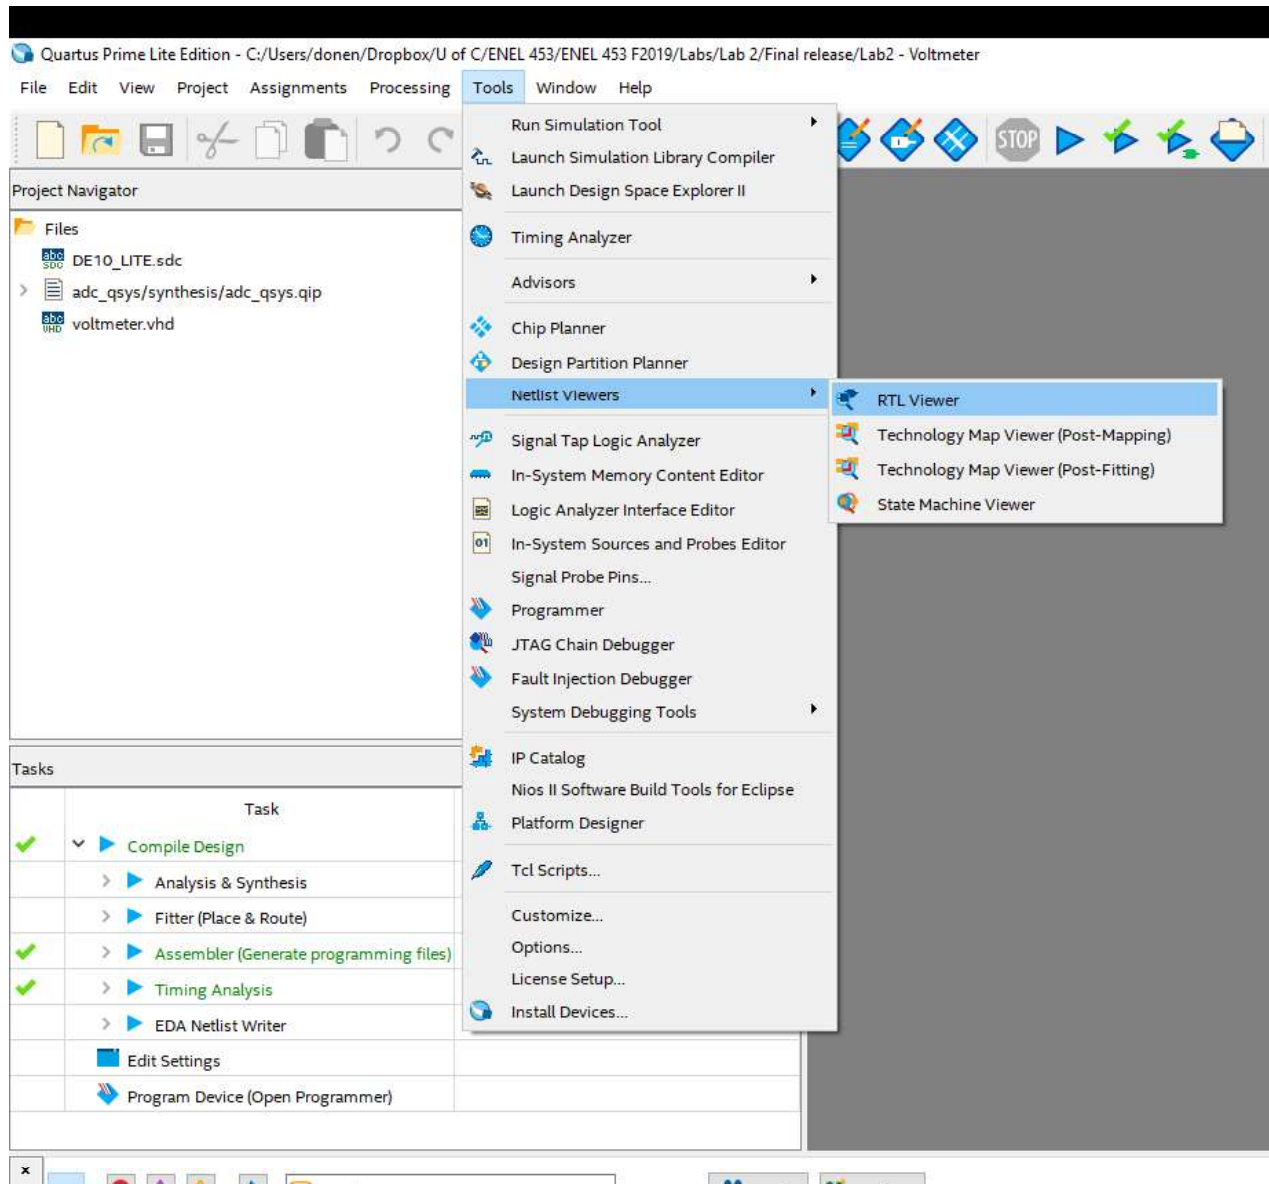 Quartus Prime Lite Edition - C:/Users/donen/Dropbox/U of C/ENEL 453/ENEL 453 F2019/Labs/Lab 2/Final release/Lab2 - Voltmeter
File Edit View Project Assignments Processing Tools Window Help
STOP
Project Navigator
Files
abc SDC DE10_LITE.sdc
adc_qsys/synthesis/adc_qsys.qip
abc VHD voltmeter.vhd
Run Simulation Tool
Launch Simulation Library Compiler
Launch Design Space Explorer II
Timing Analyzer
Advisors
Chip Planner
Design Partition Planner
Netlist Viewers
Signal Tap Logic Analyzer
In-System Memory Content Editor
Logic Analyzer Interface Editor
01 In-System Sources and Probes Editor
Signal Probe Pins...
Programmer
JTAG Chain Debugger
Fault Injection Debugger
System Debugging Tools
IP Catalog
Nios II Software Build Tools for Eclipse
Platform Designer
Tcl Scripts...
Customize...
Options...
License Setup...
Install Devices...
RTL Viewer
Technology Map Viewer (Post-Mapping)
Technology Map Viewer (Post-Fitting)
State Machine Viewer
Tasks
Task
Compile Design
Analysis & Synthesis
Fitter (Place & Route)
Assembler (Generate programming files)
Timing Analysis
EDA Netlist Writer
Edit Settings
Program Device (Open Programmer)